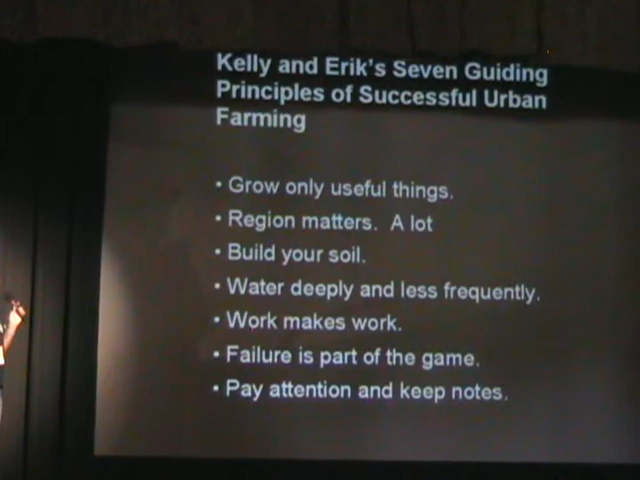 Kelly and Erik's Seven Guiding
Principles of Successful Urban
Farming
• Grow only useful things.
• Region matters.  A lot
• Build your soil.
• Water deeply and less frequently.
• Work makes work.
• Failure is part of the game.
• Pay attention and keep notes.